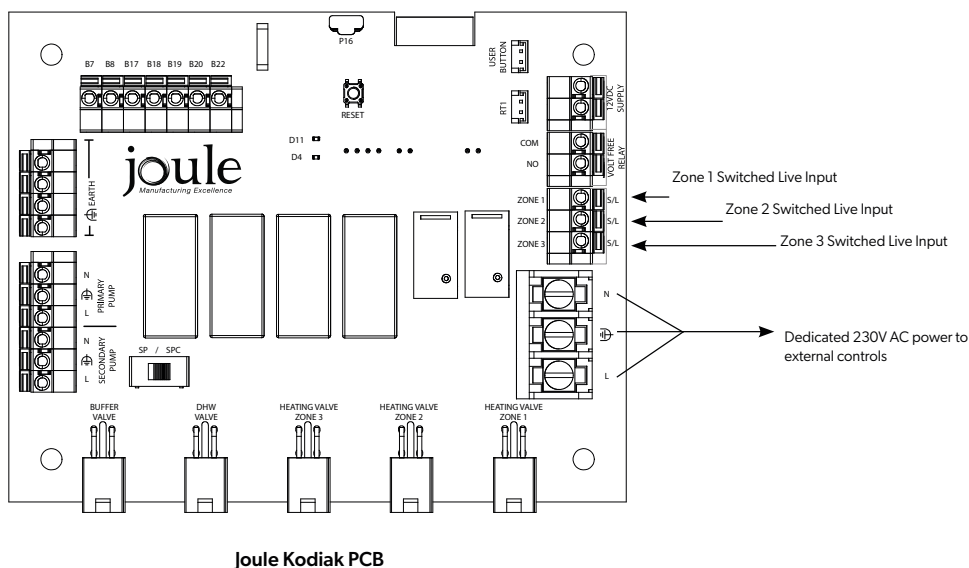 P16
USER
BUTTON
B7 B8 B17 B18 B19 B20 B22
RESET
RT1
12VDC
SUPPLY
D11
D4
COM
NO
VOLT FREE
RELAY
joule
Manufacturing Excellence
EARTH
ZONE 1 S/L
Zone 1 Switched Live Input
ZONE 2 S/L
Zone 2 Switched Live Input
ZONE 3 S/L
Zone 3 Switched Live Input
N
L
PRIMARY
PUMP
N
L
SECONDARY
PUMP
N
L
Dedicated 230V AC power to
external controls
SP / SPC
BUFFER
VALVE
DHW
VALVE
HEATING VALVE
ZONE 3
HEATING VALVE
ZONE 2
HEATING VALVE
ZONE 1
Joule Kodiak PCB